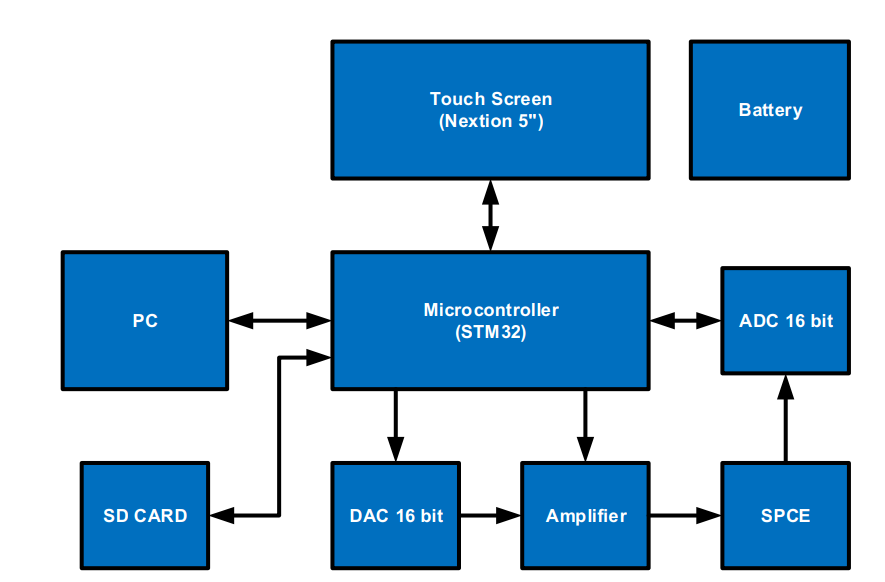 Touch Screen
(Nextion 5")
Battery
PC
Microcontroller
(STM32)
ADC 16 bit
SD CARD
DAC 16 bit
Amplifier
SPCE